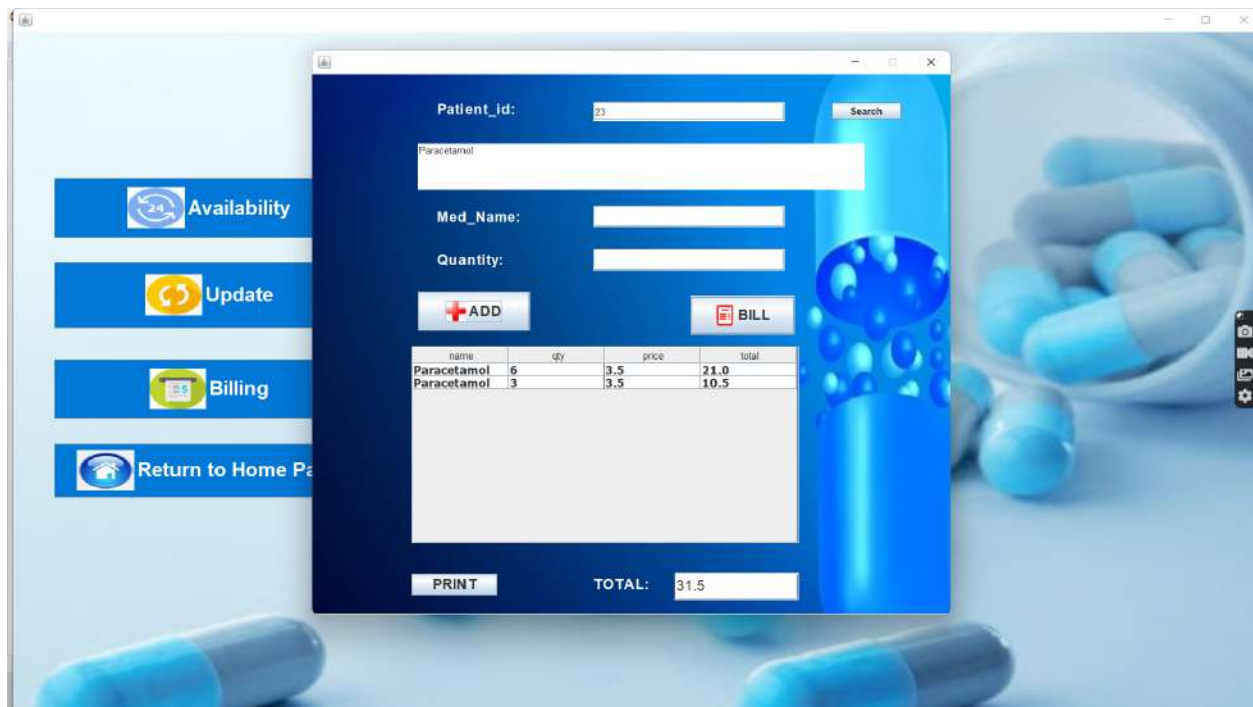 Patient_id: 23 Search
Paracetamol
Med_Name:
Quantity:
ADD BILL
name qty price total
Paracetamol 6 3.5 21.0
Paracetamol 3 3.5 10.5
PRINT TOTAL: 31.5
24 Availability
Update
Billing
Return to Home Pa